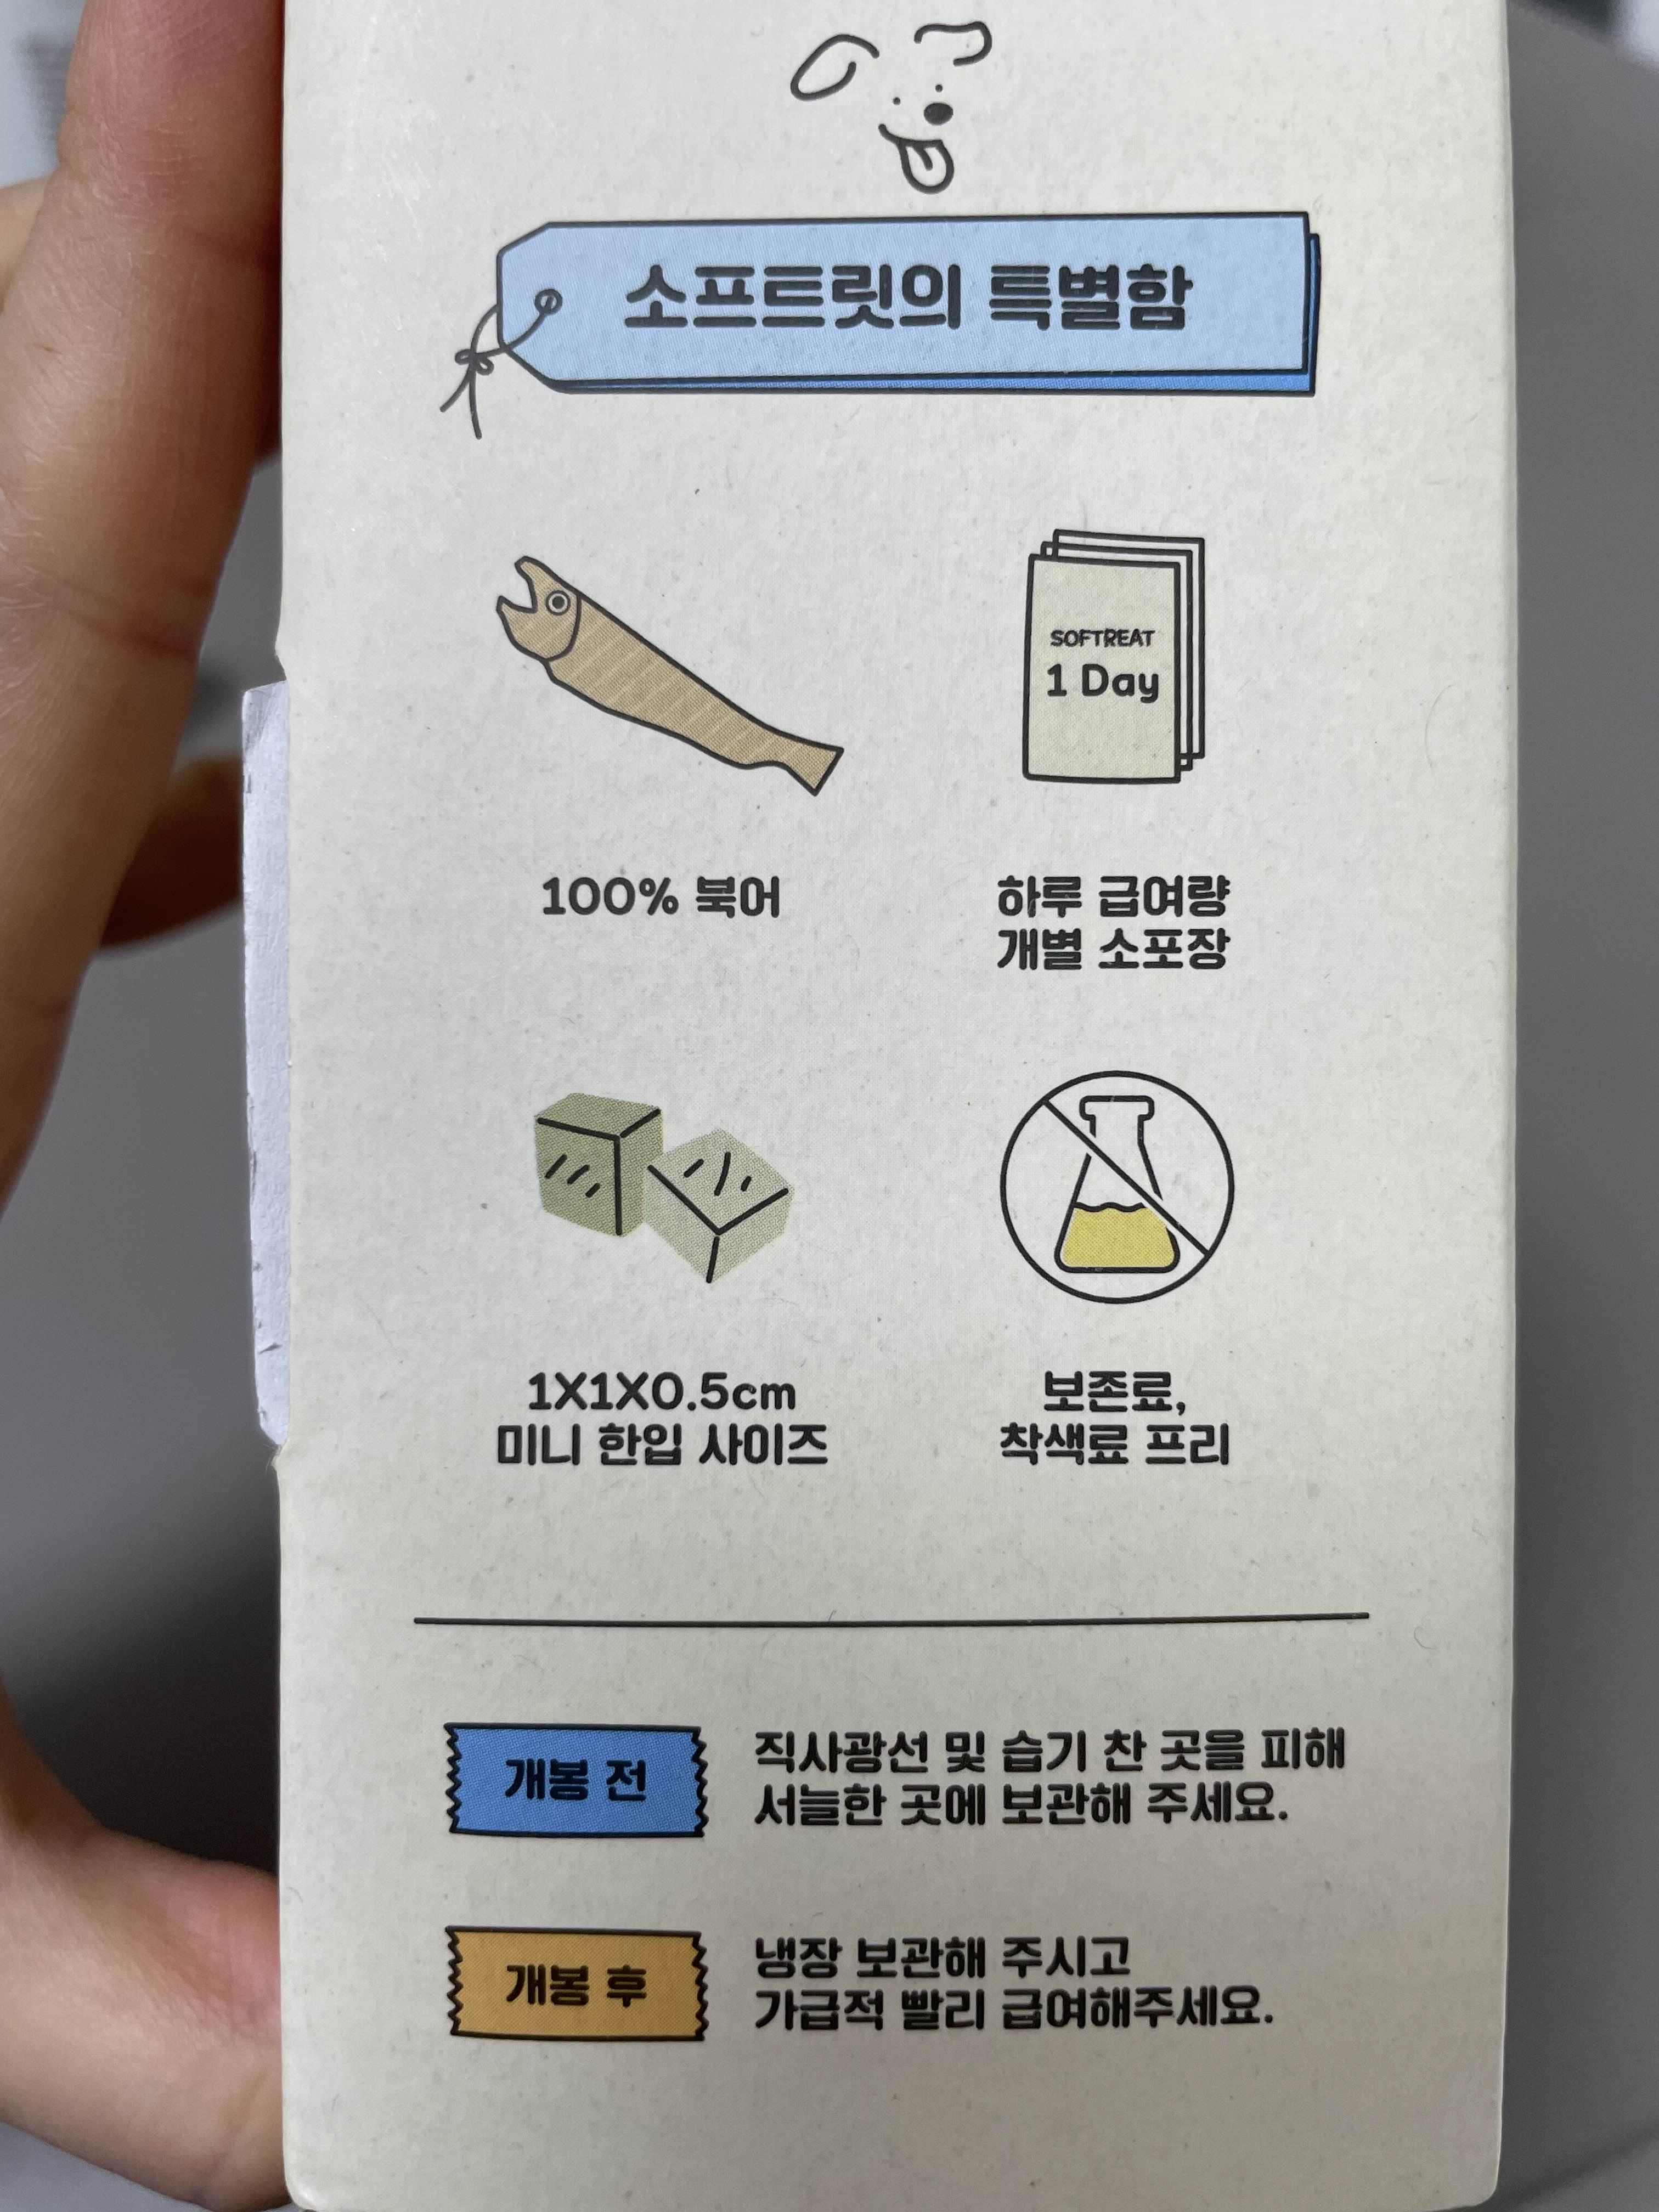 소프트릿의 특별함
SOFTREAT
1 Day
100% 북어
하루 급여량
개별 소포장
1X1X0.5cm
미니 한입 사이즈
보존료,
착색료 프리
개봉 전
직사광선 및 습기 찬 곳을 피해
서늘한 곳에 보관해 주세요.
개봉 후
냉장 보관해 주시고
가급적 빨리 급여해주세요.